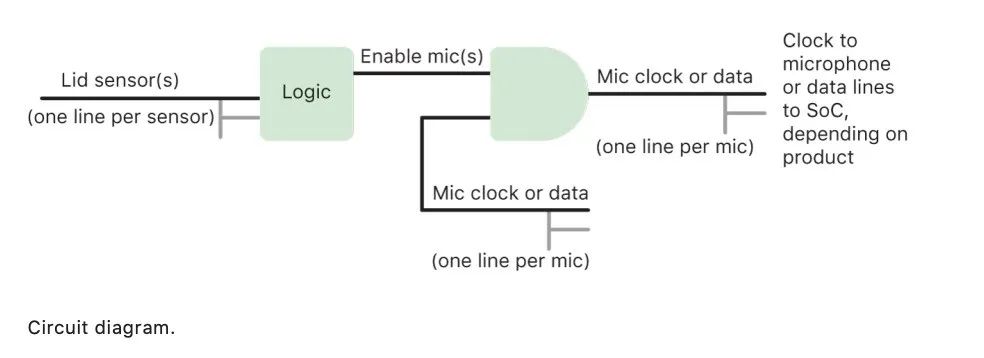 Lid sensor(s)
(one line per sensor)
Logic
Enable mic(s)
Mic clock or data
(one line per mic)
Clock to
microphone
or data lines
to SoC,
depending on
product
Mic clock or data
(one line per mic)
Circuit diagram.